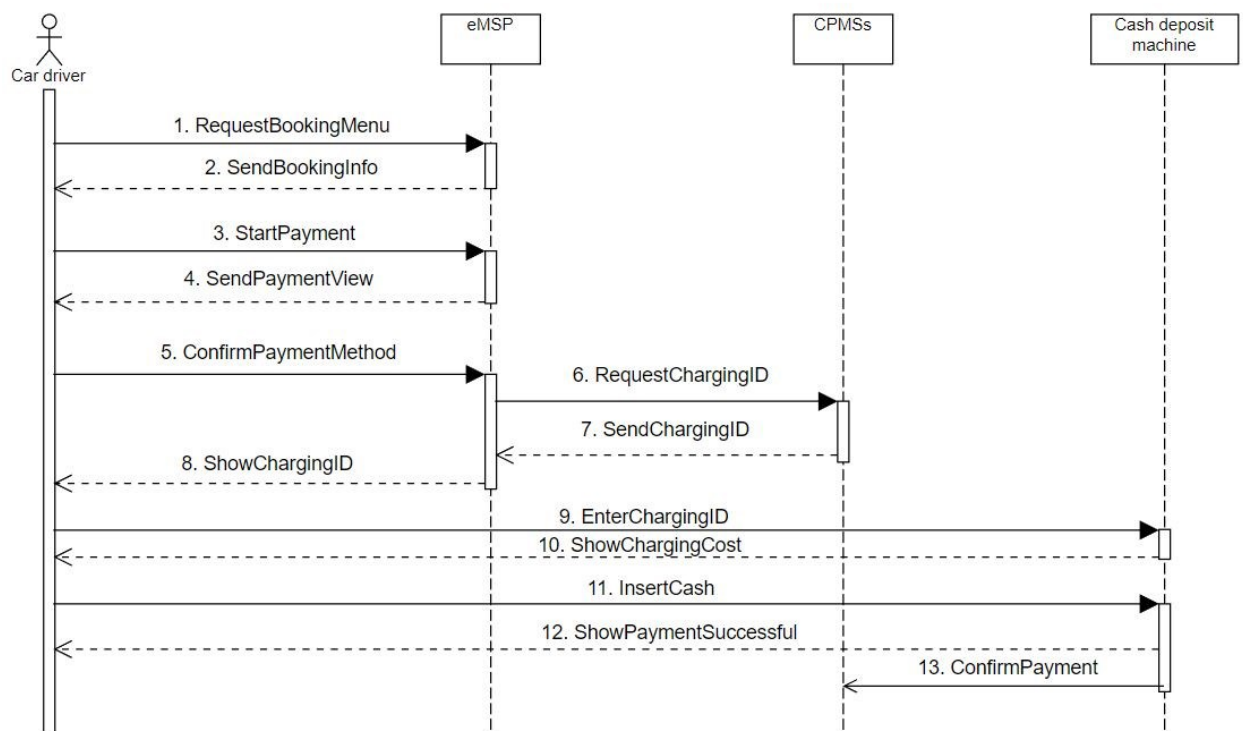 eMSP
CPMSs
Cash deposit
machine
Car driver
1. RequestBookingMenu
2. SendBookingInfo
3. StartPayment
4. SendPaymentView
5. ConfirmPaymentMethod
6. RequestChargingID
7. SendChargingID
8. ShowChargingID
9. EnterChargingID
10. ShowChargingCost
11. InsertCash
12. ShowPaymentSuccessful
13. ConfirmPayment